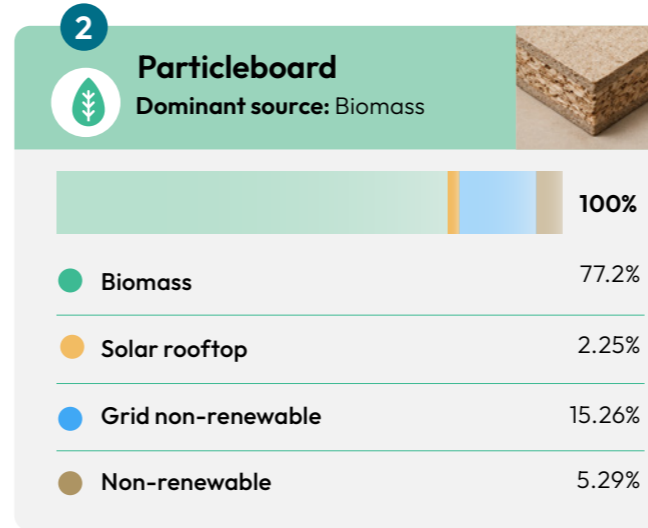 2
Particleboard
Dominant source: Biomass
100%
Biomass 77.2%
Solar rooftop 2.25%
Grid non-renewable 15.26%
Non-renewable 5.29%